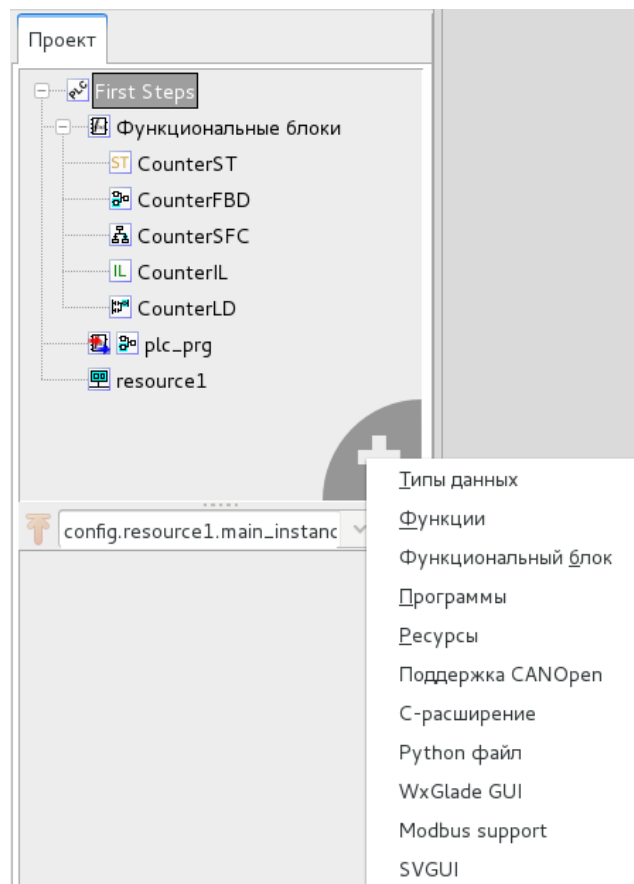 Проект
First Steps
Функциональные блоки
ST CounterST
CounterFBD
CounterSFC
IL CounterIL
CounterLD
plc_prg
resource1
config.resource1.main_instanc
Типы данных
Функции
Функциональный блок
Программы
Ресурсы
Поддержка CANOpen
С-расширение
Python файл
WxGlade GUI
Modbus support
SVGUI